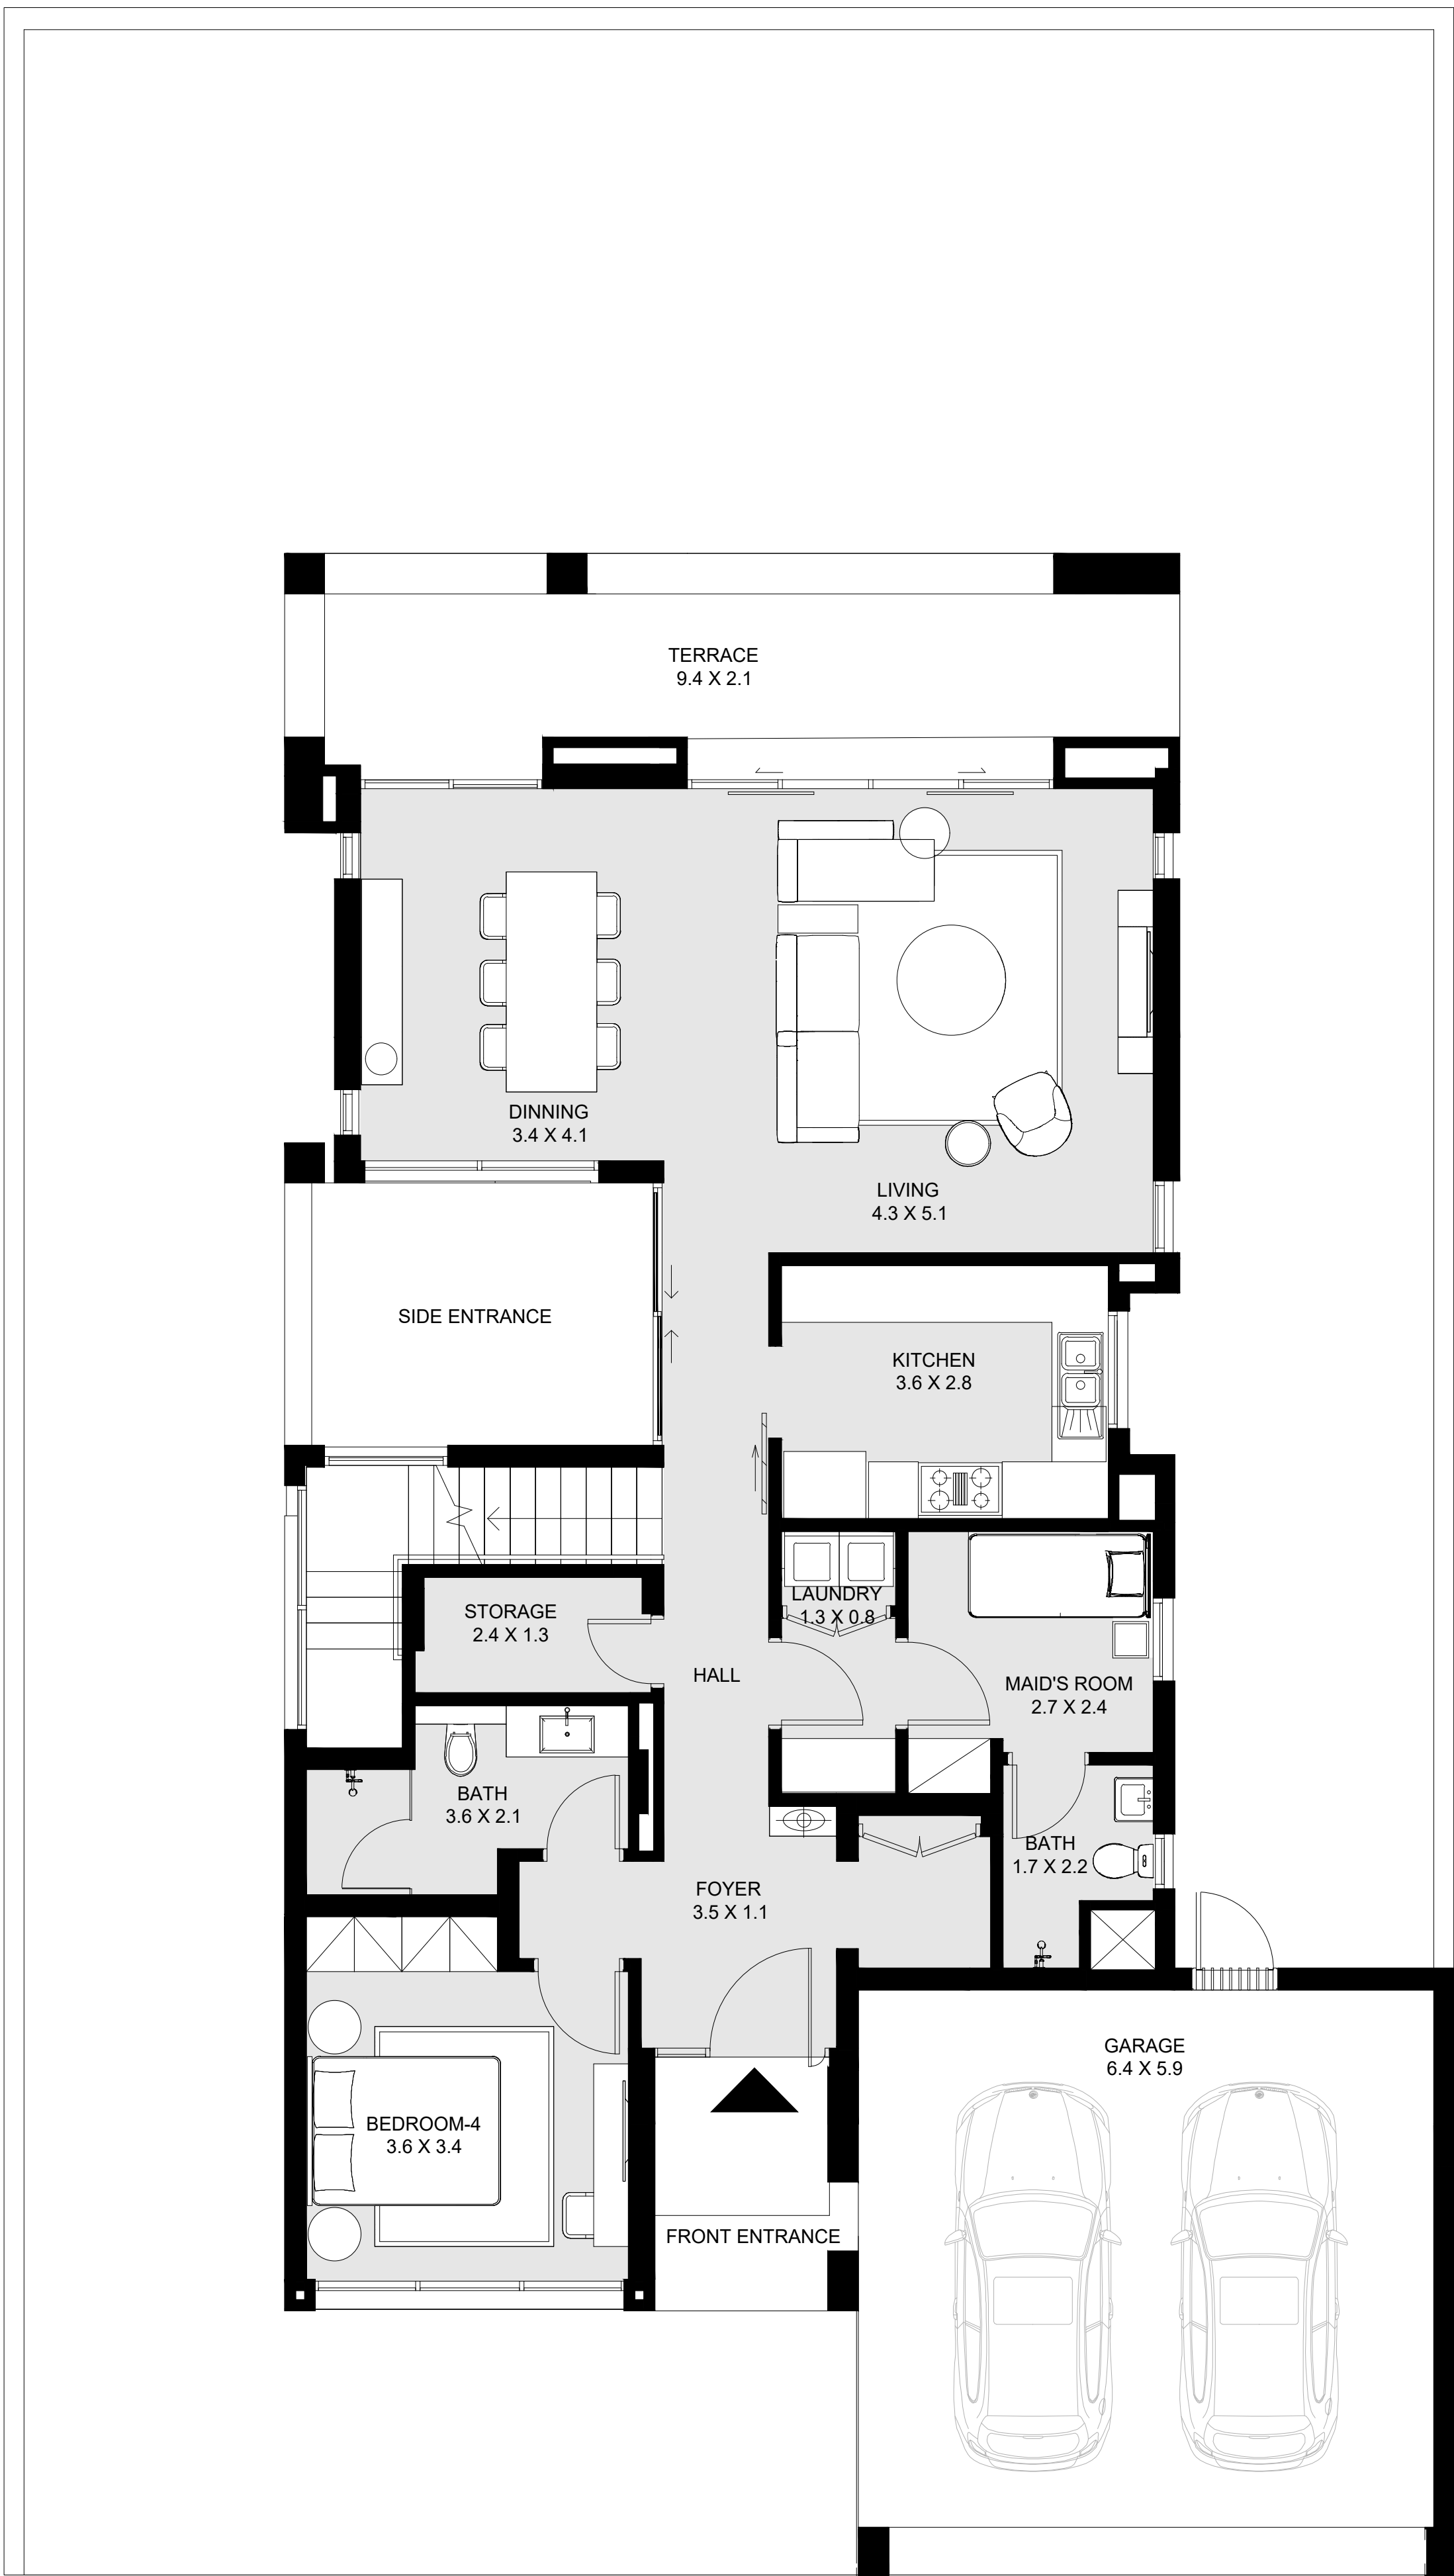 TERRACE
9.4 X 2.1
DINNING
3.4 X 4.1
LIVING
4.3 X 5.1
SIDE ENTRANCE
KITCHEN
3.6 X 2.8
LAUNDRY
1.3 X 0.8
STORAGE
2.4 X 1.3
HALL
MAID'S ROOM
2.7 X 2.4
BATH
3.6 X 2.1
BATH
1.7 X 2.2
FOYER
3.5 X 1.1
GARAGE
6.4 X 5.9
BEDROOM-4
3.6 X 3.4
FRONT ENTRANCE